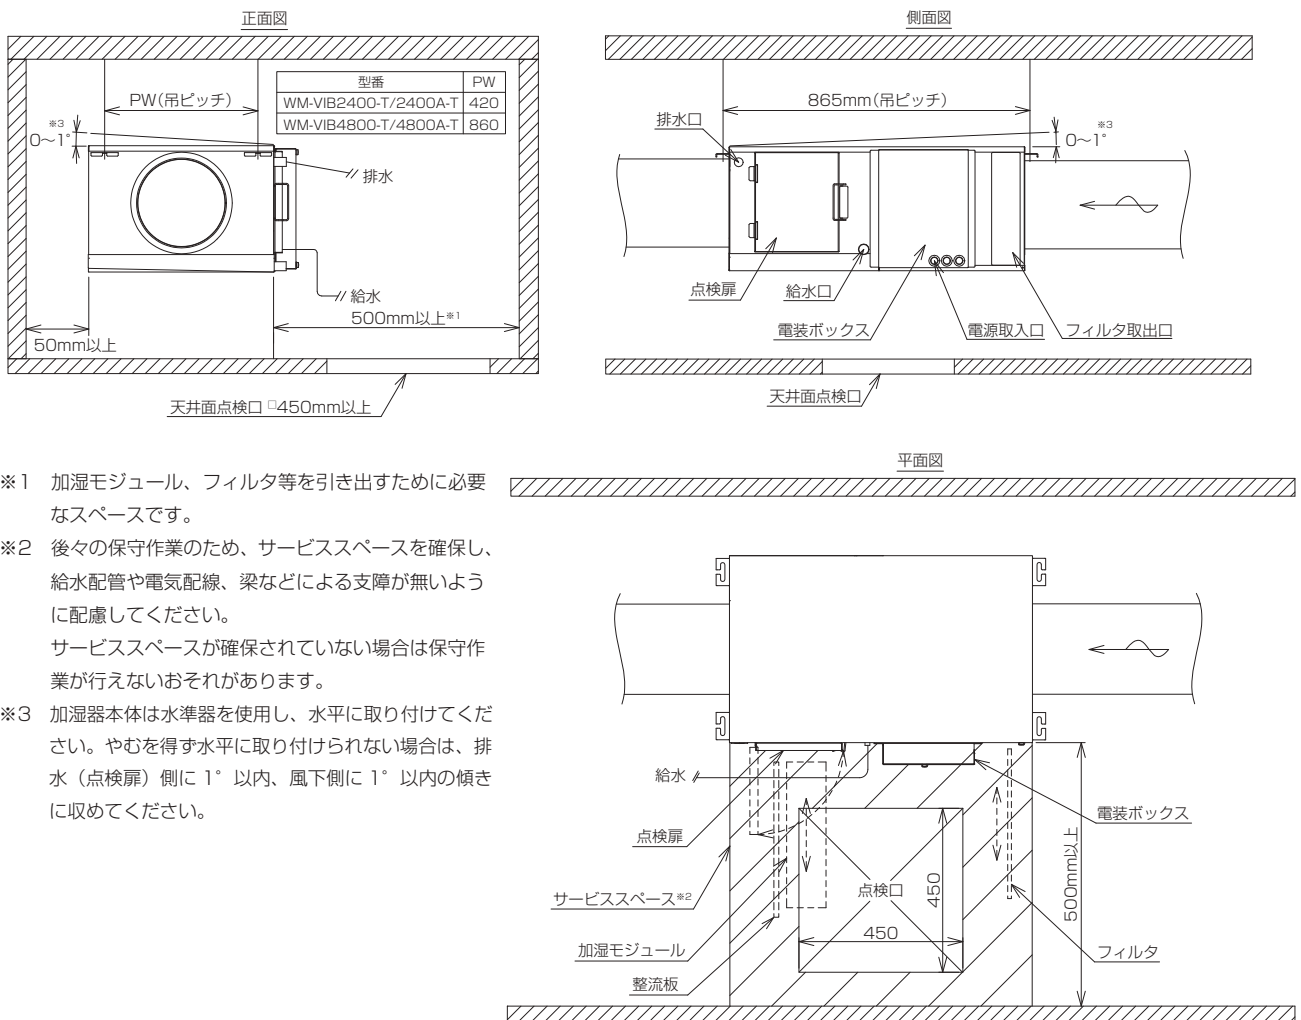 正面図
型番 PW
WM-VIB2400-T/2400A-T 420
WM-VIB4800-T/4800A-T 860
PW(吊ピッチ)
※3
0〜1°
排水
給水
500mm以上※1
50mm以上
天井面点検口 □450mm以上
側面図
865mm(吊ピッチ)
排水口
※3
0〜1°
点検扉
給水口
電装ボックス
電源取入口
フィルタ取出口
天井面点検口
※1 加湿モジュール、フィルタ等を引き出すために必要
なスペースです。
※2 後々の保守作業のため、サービススペースを確保し、
給水配管や電気配線、梁などによる支障が無いよう
に配慮してください。
サービススペースが確保されていない場合は保守作
業が行えないおそれがあります。
※3 加湿器本体は水準器を使用し、水平に取り付けてくだ
さい。やむを得ず水平に取り付けられない場合は、排
水（点検扉）側に 1°以内、風下側に 1°以内の傾き
に収めてください。
平面図
給水
点検扉
サービススペース※2
加湿モジュール
整流板
点検口
450
450
500mm以上
電装ボックス
フィルタ